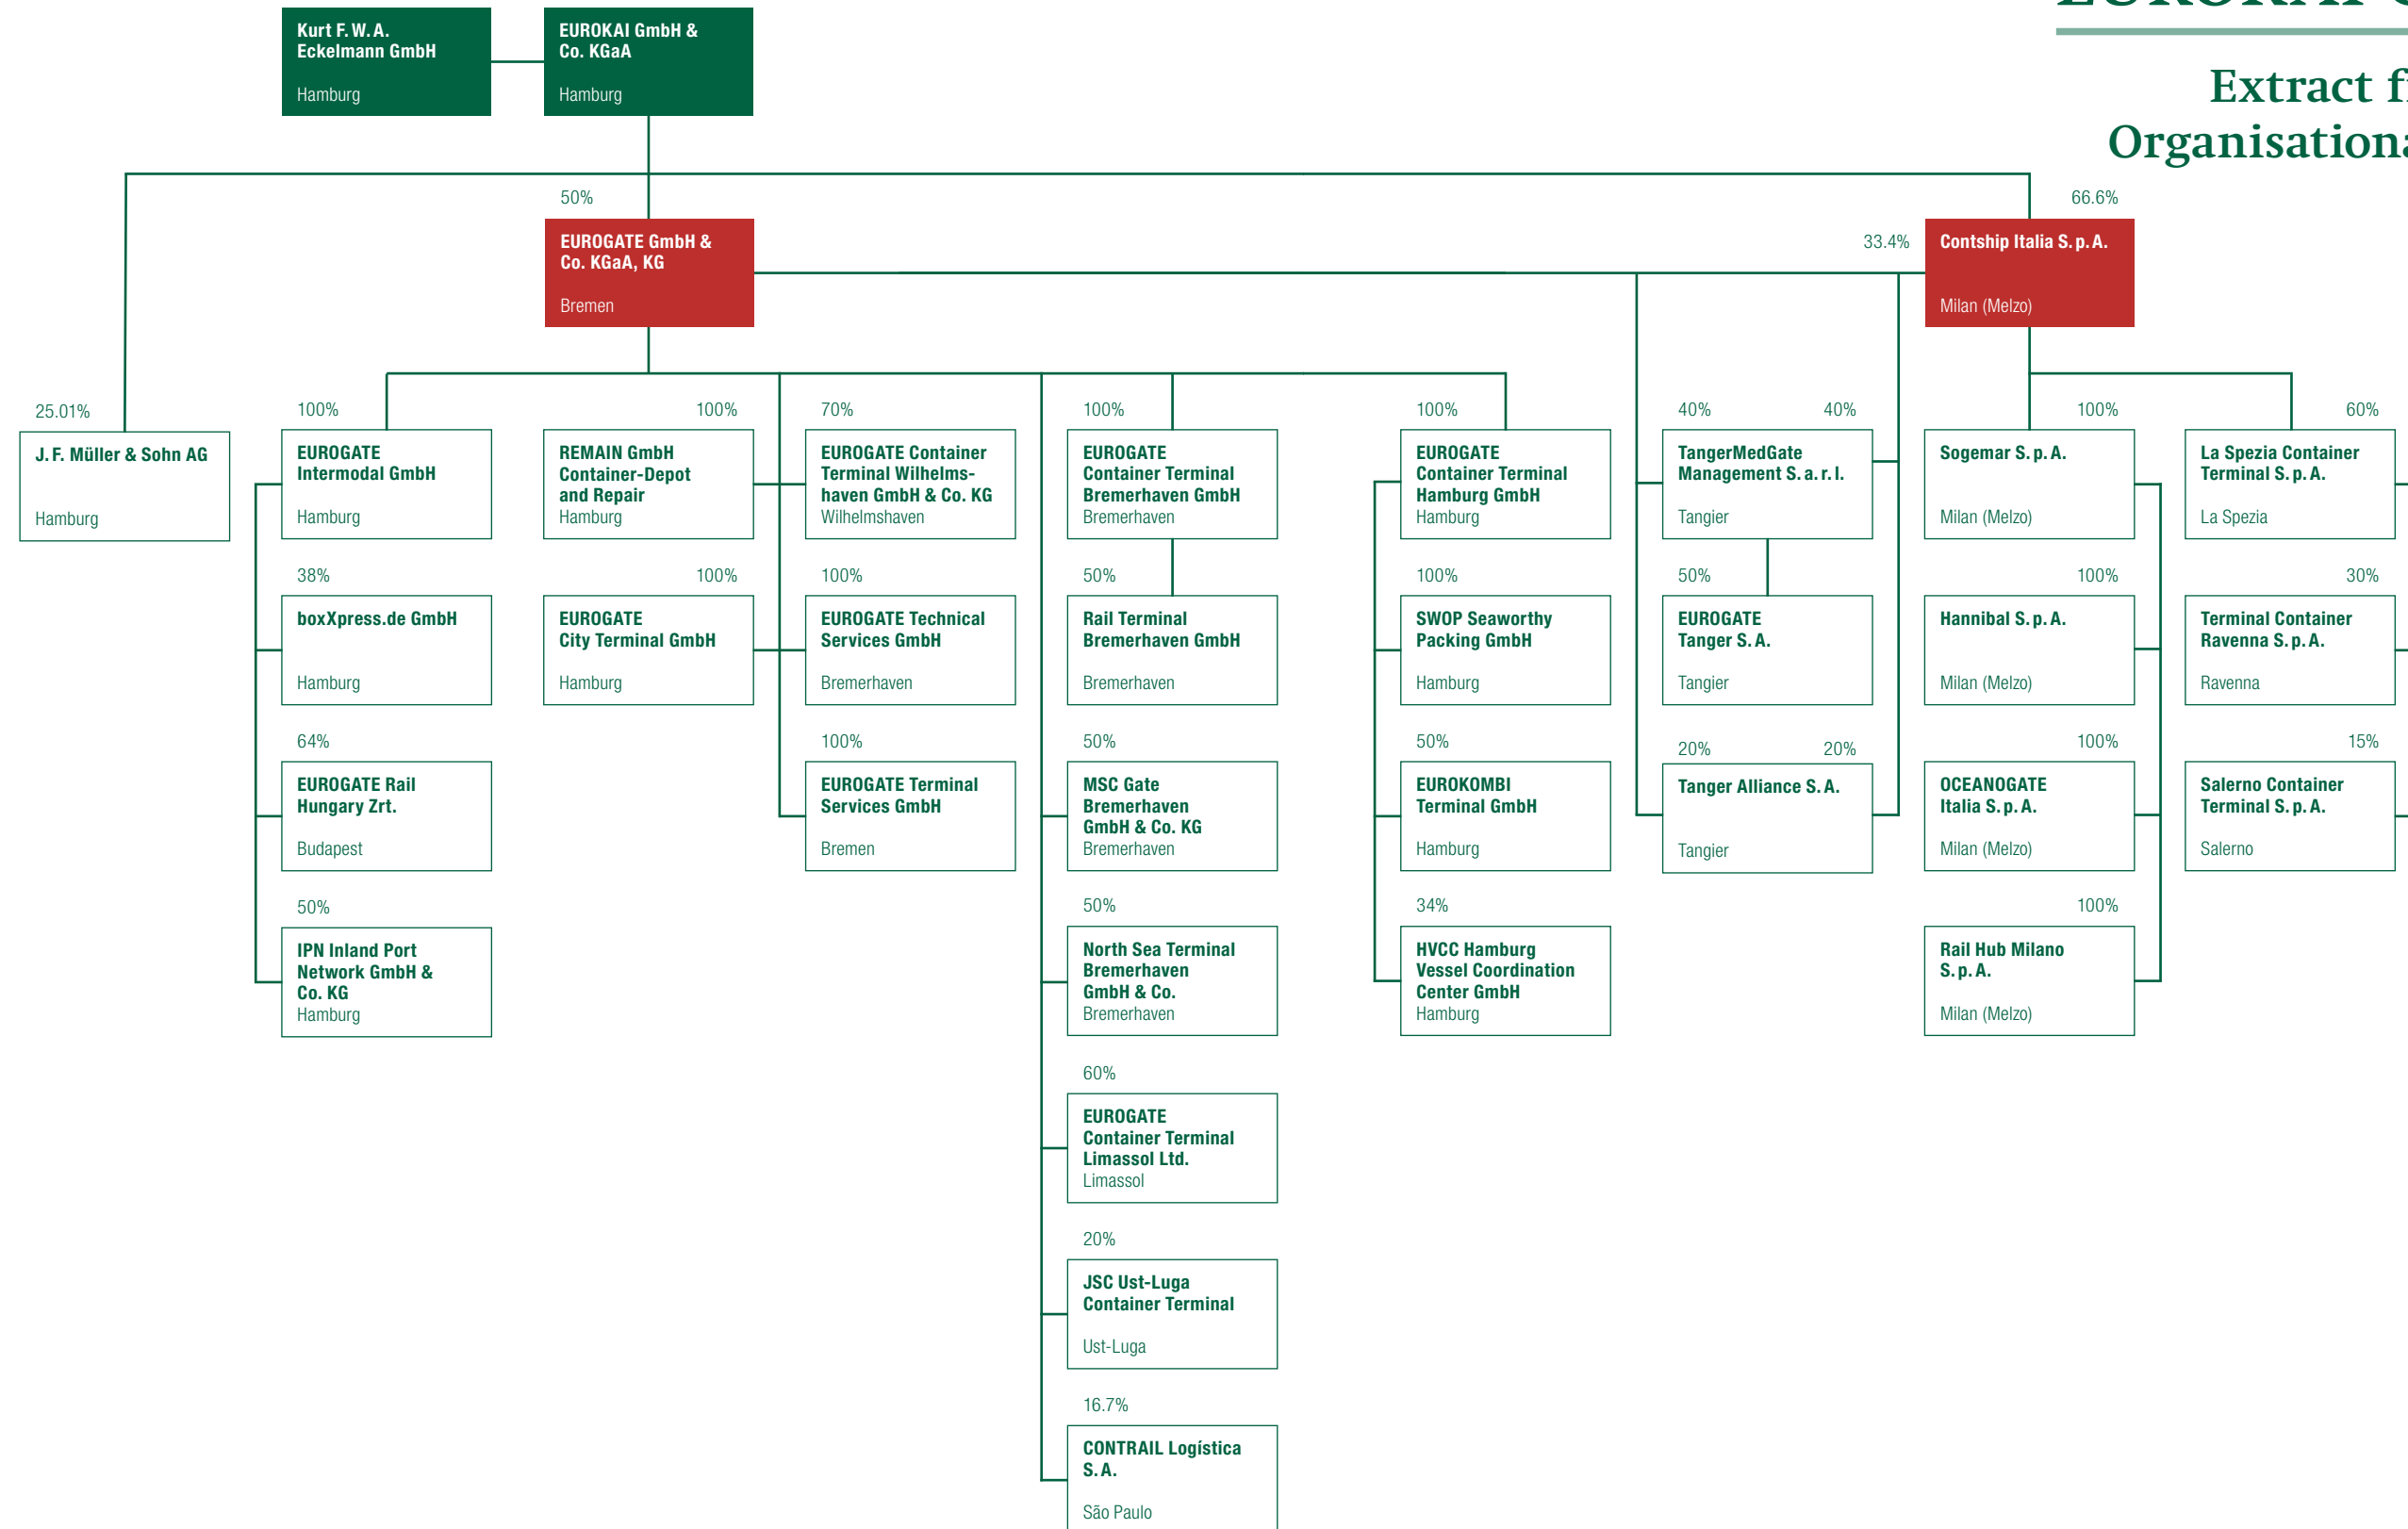 EUROKAI G
Extract f
Organisationa
Kurt F. W. A.
Eckelmann GmbH
Hamburg
EUROKAI GmbH &
Co. KGaA
Hamburg
50%
EUROGATE GmbH &
Co. KGaA, KG
Bremen
66.6%
33.4%
Contship Italia S. p. A.
Milan (Melzo)
25.01%
J. F. Müller & Sohn AG
Hamburg
100%
EUROGATE
Intermodal GmbH
Hamburg
38%
boxXpress.de GmbH
Hamburg
64%
EUROGATE Rail
Hungary Zrt.
Budapest
50%
IPN Inland Port
Network GmbH &
Co. KG
Hamburg
100%
REMAIN GmbH
Container-Depot
and Repair
Hamburg
100%
EUROGATE
City Terminal GmbH
Hamburg
70%
EUROGATE Container
Terminal Wilhelms-
haven GmbH & Co. KG
Wilhelmshaven
100%
EUROGATE Technical
Services GmbH
Bremerhaven
100%
EUROGATE Terminal
Services GmbH
Bremen
100%
EUROGATE
Container Terminal
Bremerhaven GmbH
Bremerhaven
50%
Rail Terminal
Bremerhaven GmbH
Bremerhaven
50%
MSC Gate
Bremerhaven
GmbH & Co. KG
Bremerhaven
50%
North Sea Terminal
Bremerhaven
GmbH & Co.
Bremerhaven
60%
EUROGATE
Container Terminal
Limassol Ltd.
Limassol
20%
JSC Ust-Luga
Container Terminal
Ust-Luga
16.7%
CONTRAIL Logística
S. A.
São Paulo
100%
EUROGATE
Container Terminal
Hamburg GmbH
Hamburg
100%
SWOP Seaworthy
Packing GmbH
Hamburg
50%
EUROKOMBI
Terminal GmbH
Hamburg
34%
HVCC Hamburg
Vessel Coordination
Center GmbH
Hamburg
40% 40%
TangerMedGate
Management S. a. r. l.
Tangier
50%
EUROGATE
Tanger S. A.
Tangier
20% 20%
Tanger Alliance S. A.
Tangier
100%
Sogemar S. p. A.
Milan (Melzo)
100%
Hannibal S. p. A.
Milan (Melzo)
100%
OCEANOGATE
Italia S. p. A.
Milan (Melzo)
100%
Rail Hub Milano
S. p. A.
Milan (Melzo)
60%
La Spezia Container
Terminal S. p. A.
La Spezia
30%
Terminal Container
Ravenna S. p. A.
Ravenna
15%
Salerno Container
Terminal S. p. A.
Salerno